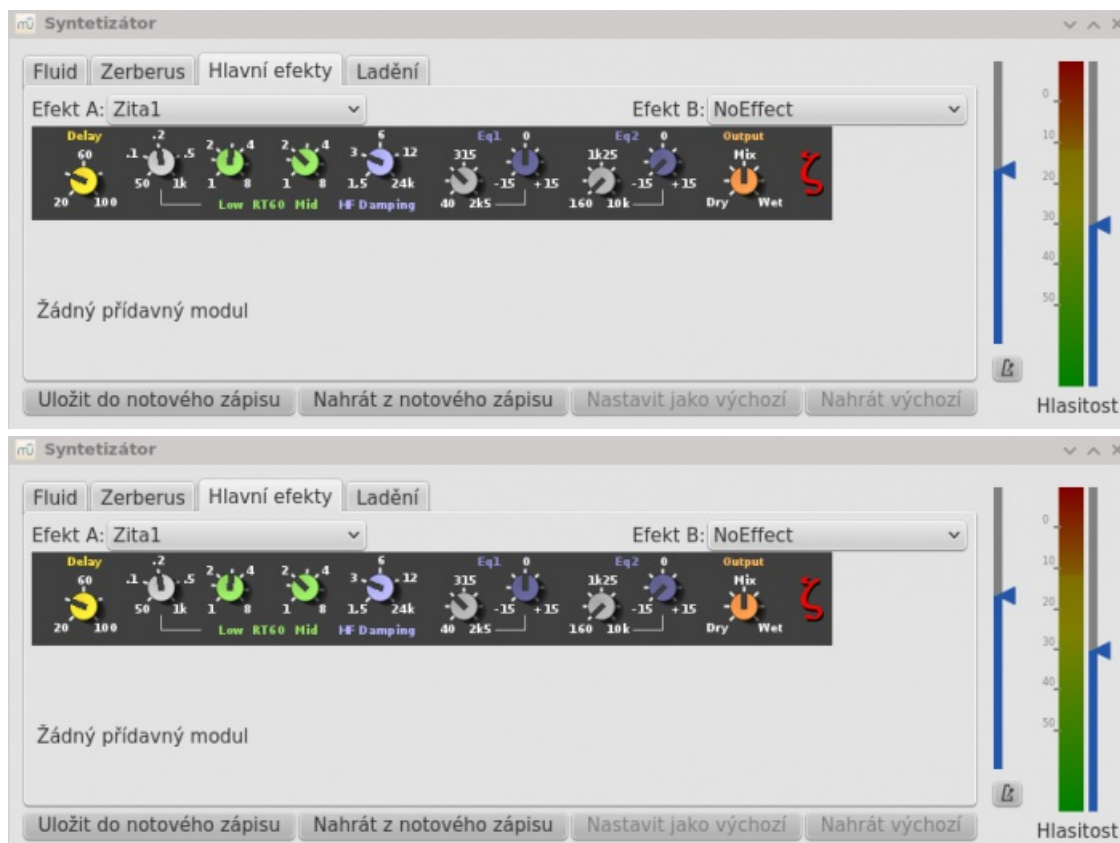 mű Syntetizátor
Fluid Zerberus Hlavní efekty Ladění
Efekt A: Zita1 Efekt B: NoEffect
Delay .2 6 Eq1 0 Eq2 0 Output
60 .1 .5 2 4 2 4 3 12 315 1k25 Mix
20 100 50 1k 1 8 1 8 1.5 24k 40 2k5 -15 +15 160 10k -15 +15 Dry Wet ζ
Low RT60 Mid HF Damping
Žádný přídavný modul
0
10
20
30
40
50
Uložit do notového zápisu Nahrát z notového zápisu Nastavit jako výchozí Nahrát výchozí
Hlasitost
mű Syntetizátor
Fluid Zerberus Hlavní efekty Ladění
Efekt A: Zita1 Efekt B: NoEffect
Delay .2 6 Eq1 0 Eq2 0 Output
60 .1 .5 2 4 2 4 3 12 315 1k25 Mix
20 100 50 1k 1 8 1 8 1.5 24k 40 2k5 -15 +15 160 10k -15 +15 Dry Wet ζ
Low RT60 Mid HF Damping
Žádný přídavný modul
0
10
20
30
40
50
Uložit do notového zápisu Nahrát z notového zápisu Nastavit jako výchozí Nahrát výchozí
Hlasitost